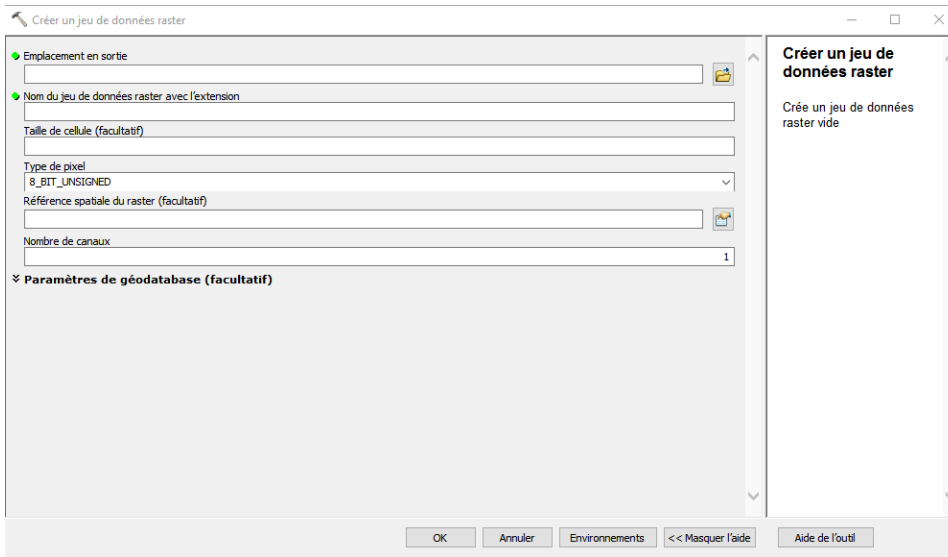 Créer un jeu de données raster
Emplacement en sortie
Nom du jeu de données raster avec l'extension
Taille de cellule (facultatif)
Type de pixel
8_BIT_UNSIGNED
Référence spatiale du raster (facultatif)
Nombre de canaux
1
Paramètres de géodatabase (facultatif)
Créer un jeu de
données raster
Crée un jeu de données
raster vide
OK
Annuler
Environnements
<< Masquer l'aide
Aide de l'outil